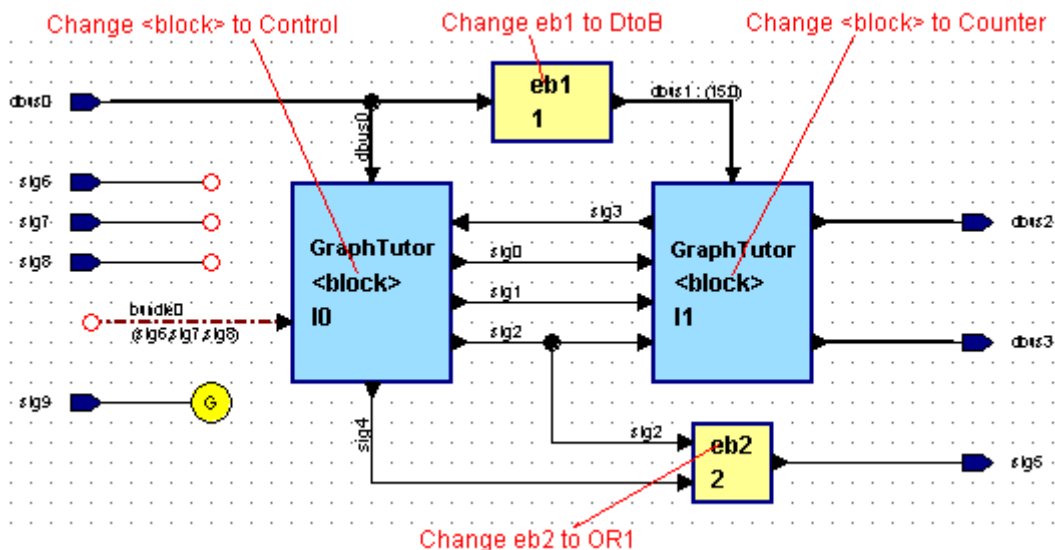 Change <block> to Control
Change eb1 to DtoB
Change <block> to Counter
eb1
1
dbus0
dbus1 : (15:0)
dbus0
sig6
sig7
sig8
sig3
GraphTutor
<block>
I0
sig0
sig1
sig2
GraphTutor
<block>
I1
dbus2
dbus3
bundle0
(sig6,sig7,sig8)
sig9
G
sig4
sig2
eb2
2
sig5
Change eb2 to OR1